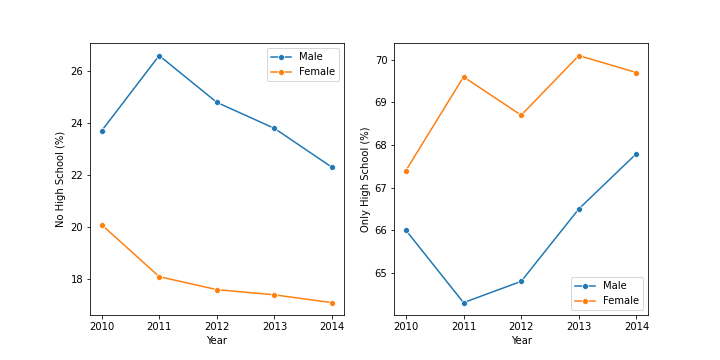 No High School (%)
26
24
22
20
18
2010 2011 2012 2013 2014
Year
Male
Female
Only High School (%)
70
69
68
67
66
65
2010 2011 2012 2013 2014
Year
Male
Female